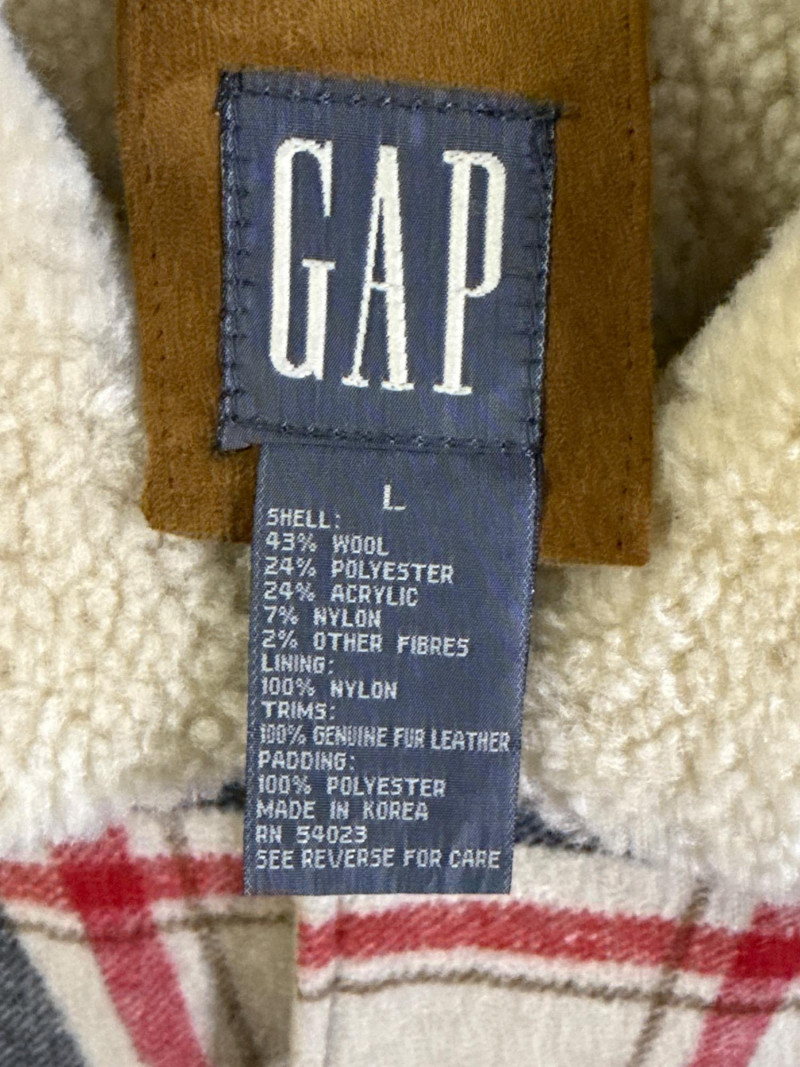 GAP
L
SHELL:
43% WOOL
24% POLYESTER
24% ACRYLIC
7% NYLON
2% OTHER FIBRES
LINING:
100% NYLON
TRIMS:
100% GENUINE FUR LEATHER
PADDING:
100% POLYESTER
MADE IN KOREA
RN 54023
SEE REVERSE FOR CARE